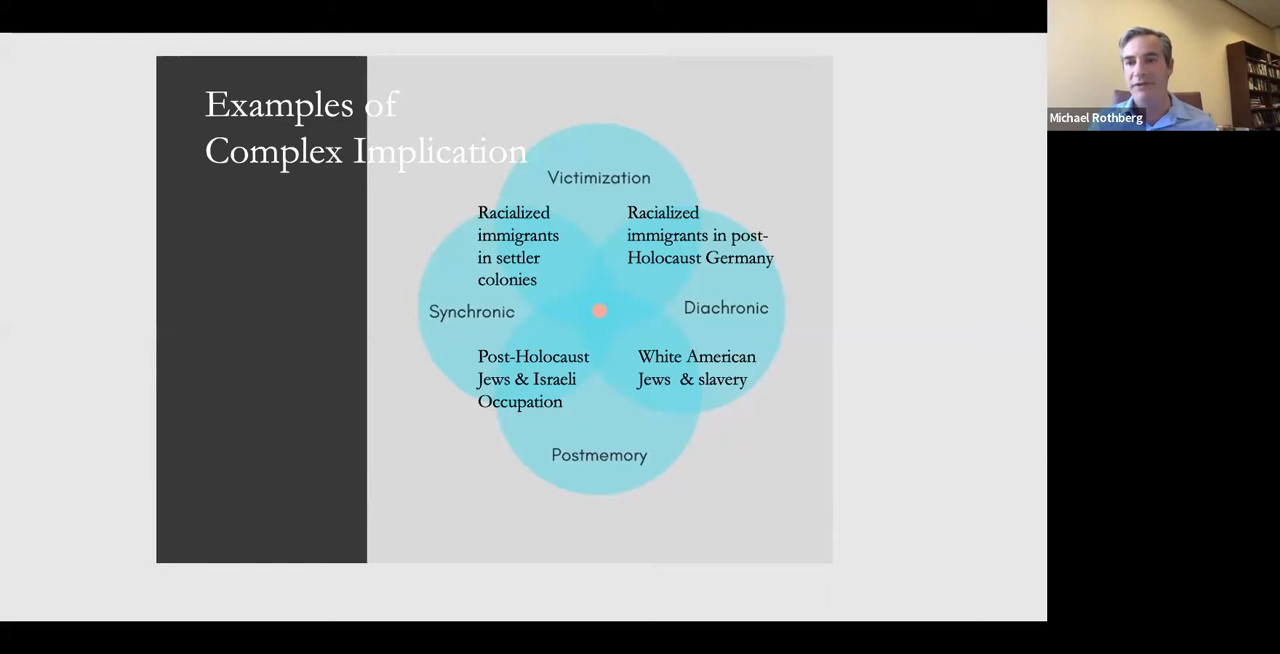 Examples of
Complex Implication
Victimization
Racialized
immigrants
in settler
colonies
Racialized
immigrants in post-
Holocaust Germany
Synchronic
Diachronic
Post-Holocaust
Jews & Israeli
Occupation
White American
Jews & slavery
Postmemory
Michael Rothberg